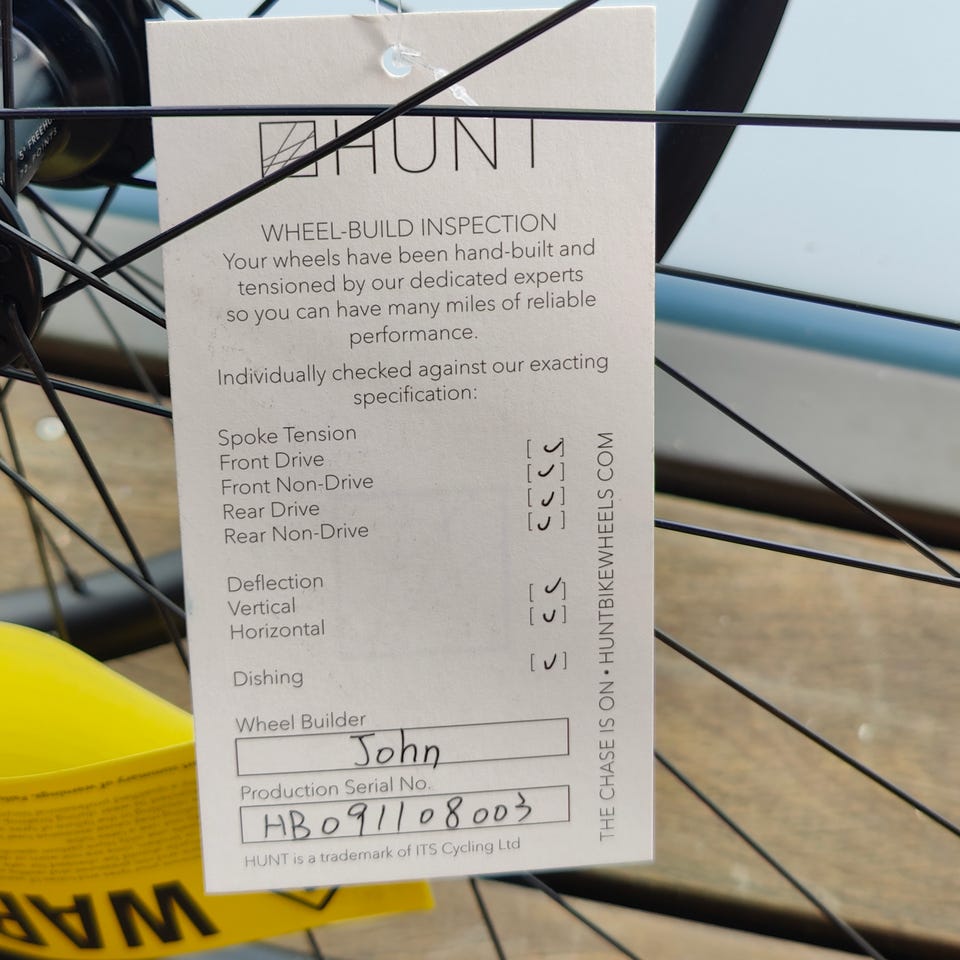 HUNT
WHEEL-BUILD INSPECTION
Your wheels have been hand-built and
tensioned by our dedicated experts
so you can have many miles of reliable
performance.
Individually checked against our exacting
specification:
Spoke Tension
Front Drive [ ✓ ]
Front Non-Drive [ ✓ ]
Rear Drive [ ✓ ]
Rear Non-Drive [ ✓ ]
Deflection
Vertical [ ✓ ]
Horizontal [ ✓ ]
Dishing [ ✓ ]
Wheel Builder
John
Production Serial No.
HB091108003
HUNT is a trademark of ITS Cycling Ltd
THE CHASE IS ON • HUNTBIKEWHEELS.COM
WAR